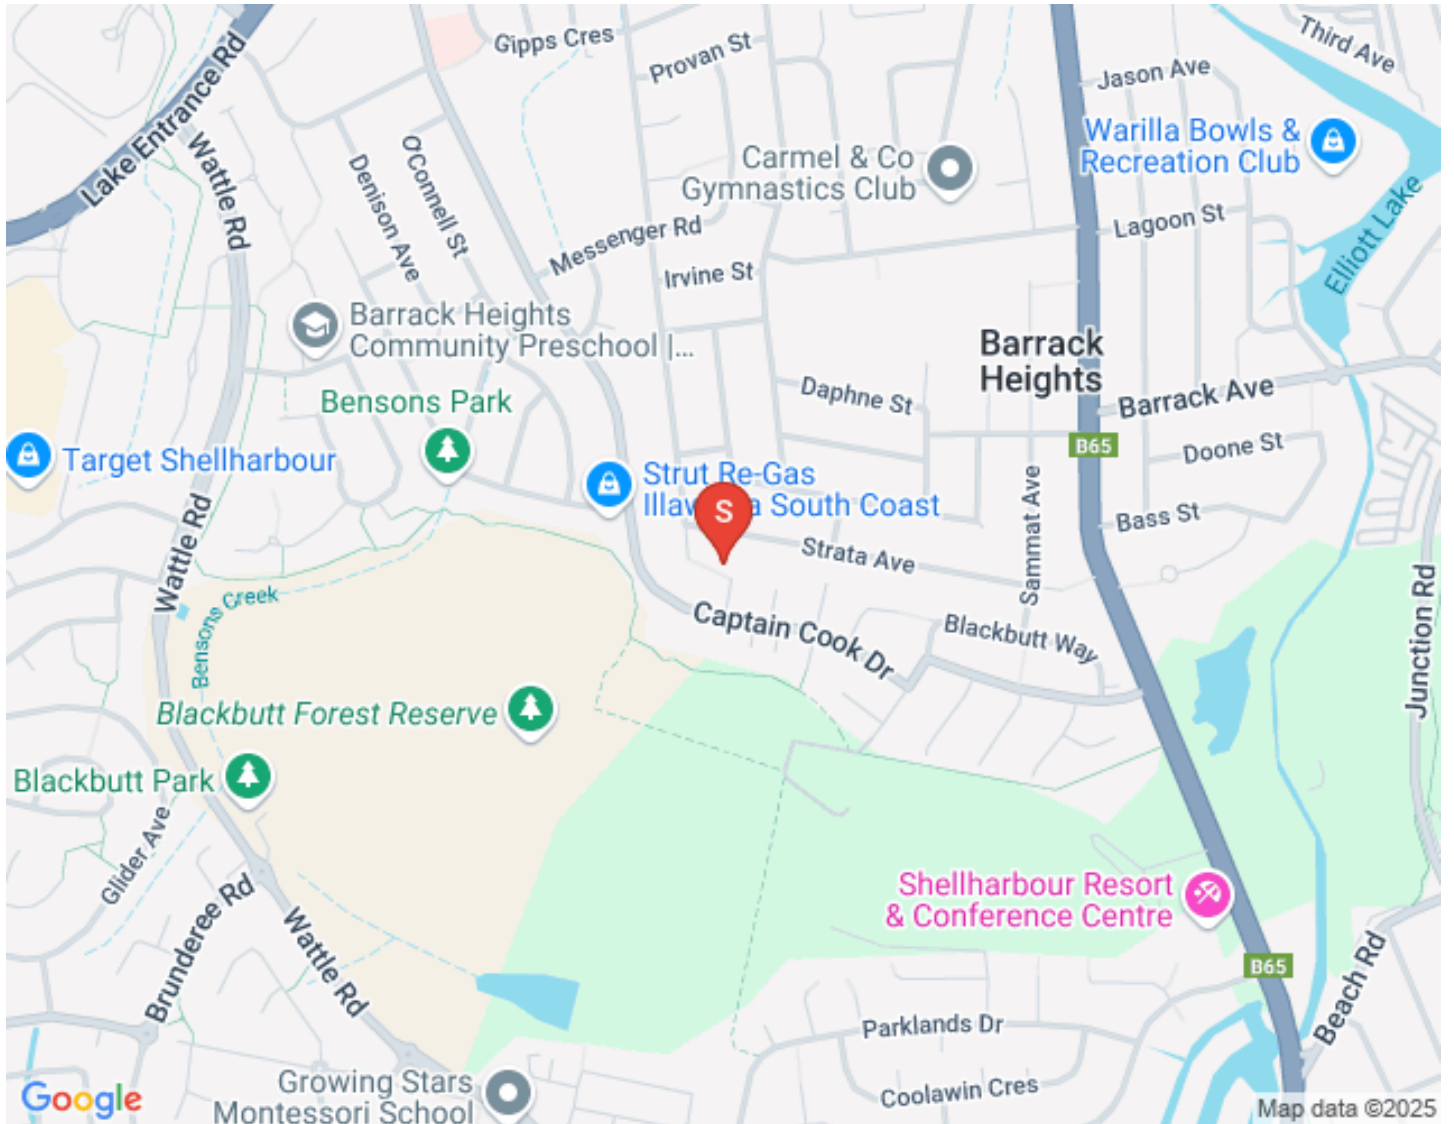 Gipps Cres
Provan St
Third Ave
Jason Ave
Lake Entrance Rd
Wattle Rd
Denison Ave
O'Connell St
Carmel & Co
Gymnastics Club
Warilla Bowls &
Recreation Club
Messenger Rd
Lagoon St
Elliott Lake
Irvine St
Barrack Heights
Community Preschool |...
Barrack
Heights
Daphne St
Barrack Ave
Bensons Park
B65
Doone St
Target Shellharbour
Strut Re-Gas
South Coast
S
Bass St
Sammat Ave
Strata Ave
Wattle Rd
Bensons Creek
Captain Cook Dr
Blackbutt Way
Junction Rd
Blackbutt Forest Reserve
Blackbutt Park
Glider Ave
Brunderee Rd
Wattle Rd
Shellharbour Resort
& Conference Centre
B65
Beach Rd
Parklands Dr
Coolawin Cres
Growing Stars
Montessori School
Google
Map data ©2025